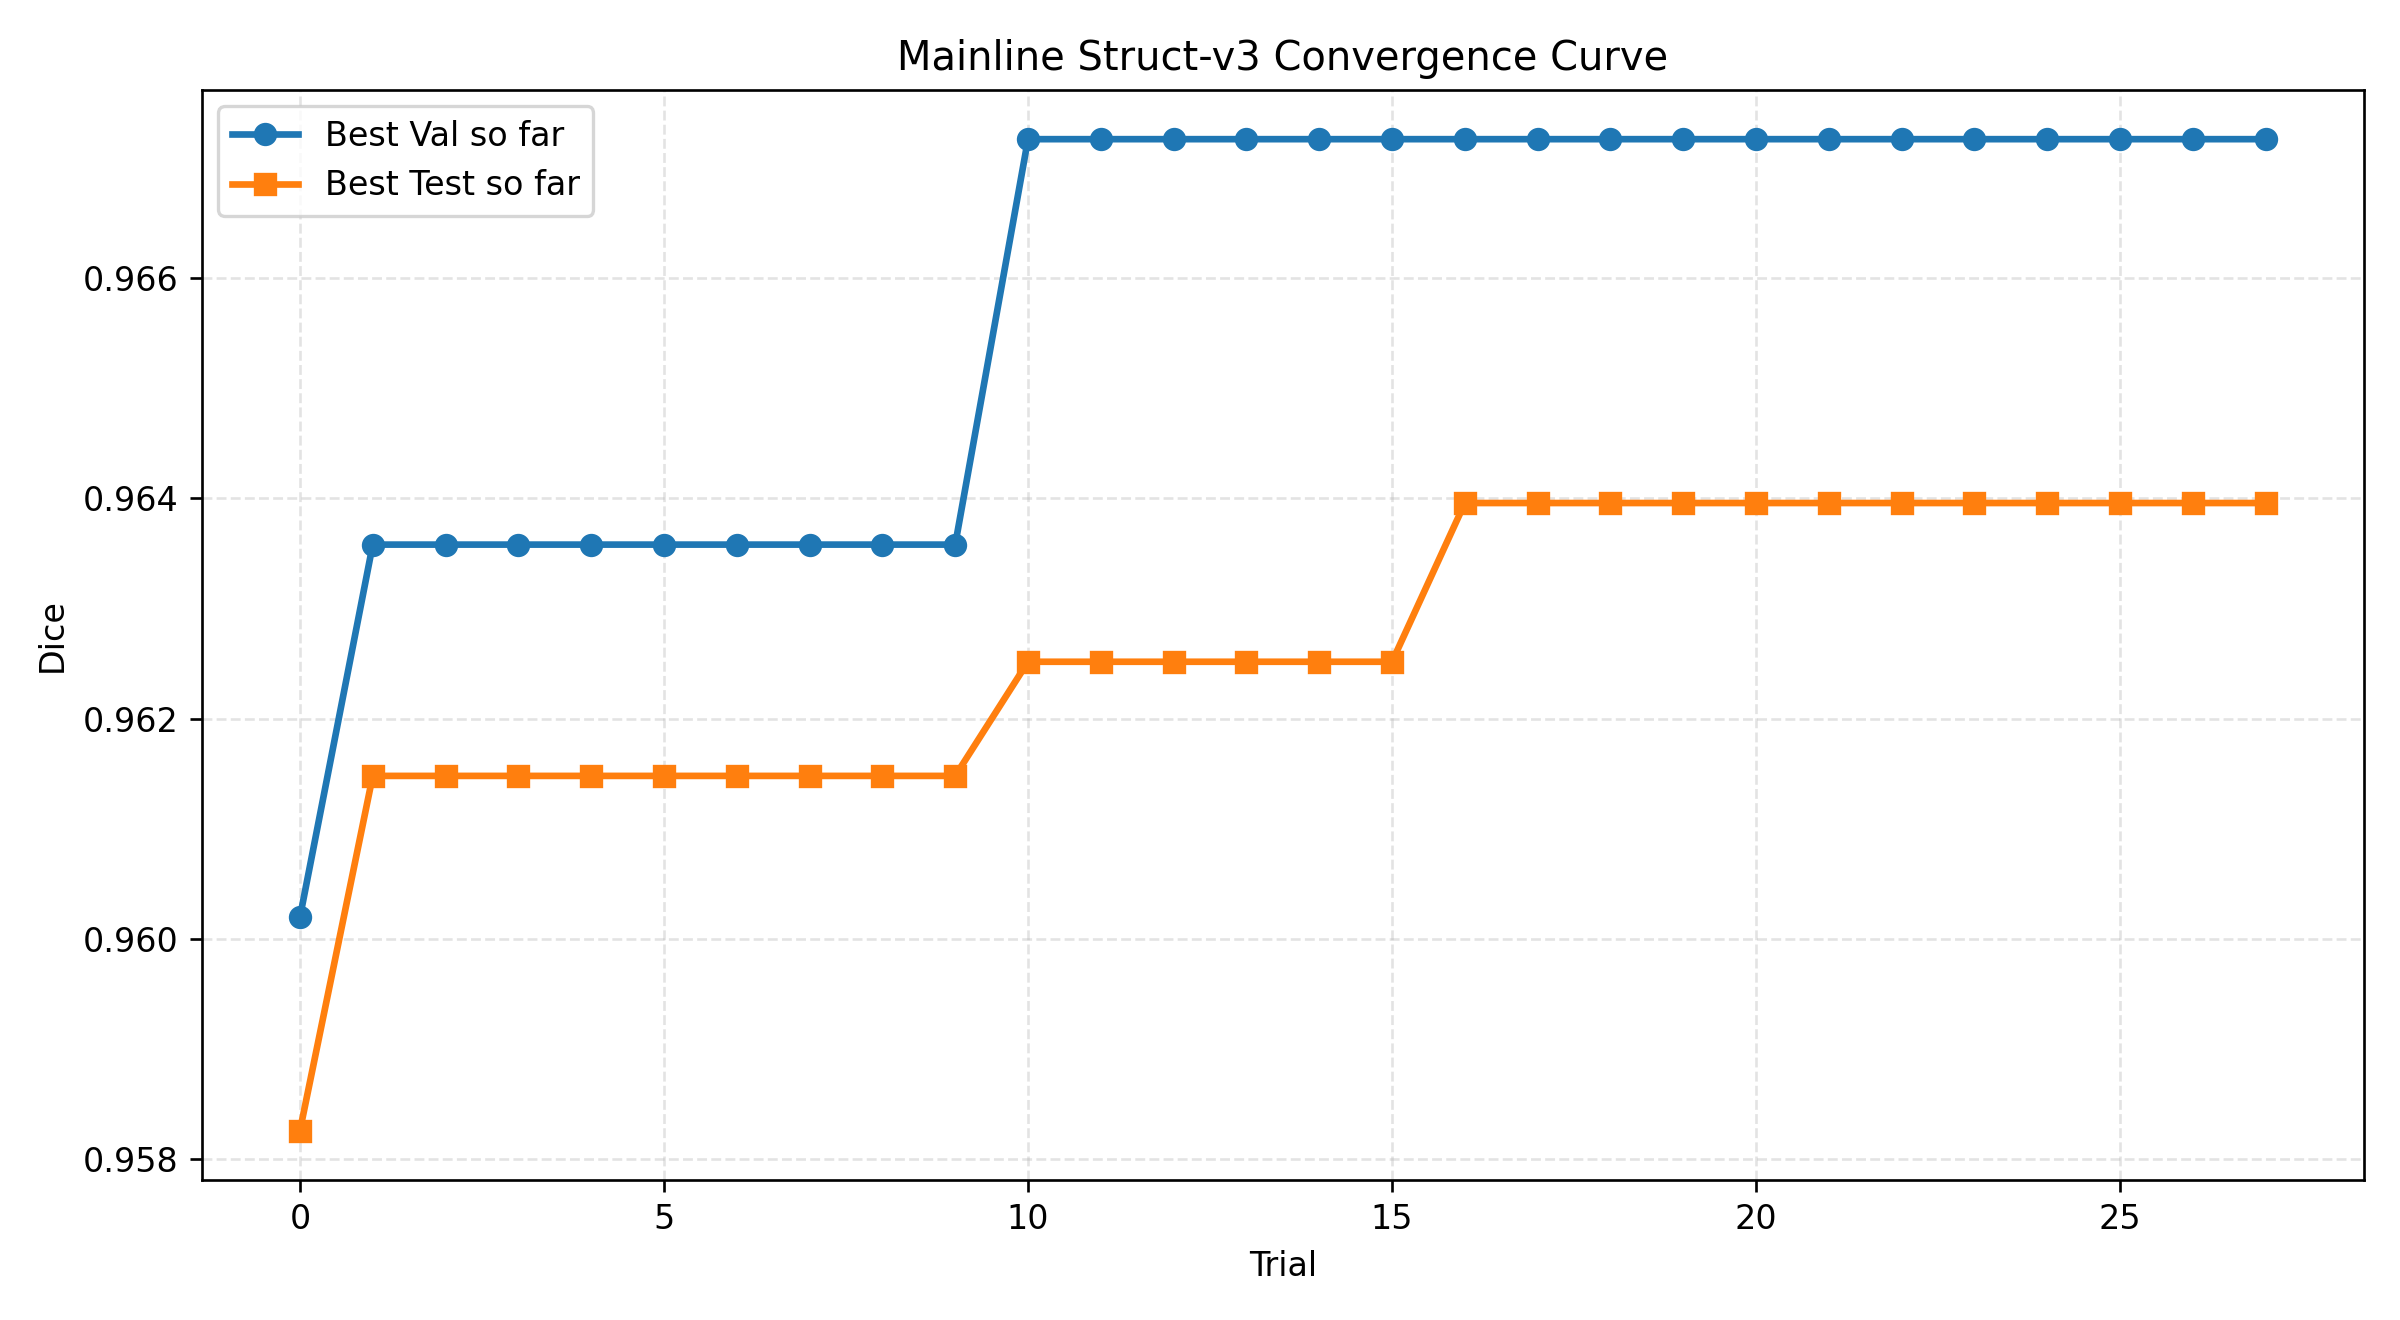 Mainline Struct-v3 Convergence Curve
Best Val so far
Best Test so far
0.966
0.964
0.962
0.960
0.958
Dice
0 5 10 15 20 25
Trial